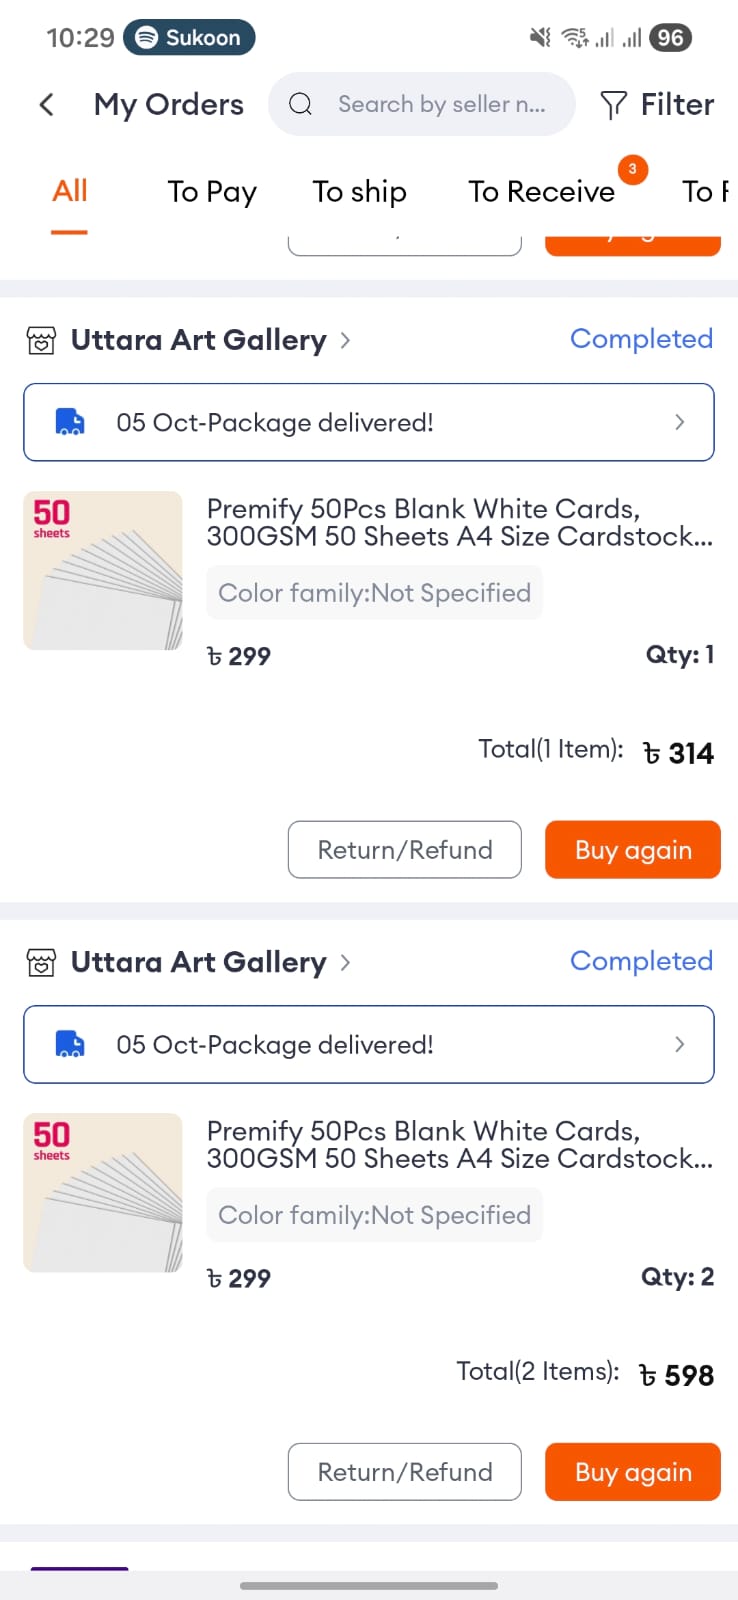 10:29 Sukoon 96
My Orders Search by seller n... Filter
All To Pay To ship To Receive 3 To
Uttara Art Gallery Completed
05 Oct-Package delivered!
50
sheets
Premify 50Pcs Blank White Cards,
300GSM 50 Sheets A4 Size Cardstock...
Color family:Not Specified
৳ 299 Qty: 1
Total(1 Item): ৳ 314
Return/Refund Buy again
Uttara Art Gallery Completed
05 Oct-Package delivered!
50
sheets
Premify 50Pcs Blank White Cards,
300GSM 50 Sheets A4 Size Cardstock...
Color family:Not Specified
৳ 299 Qty: 2
Total(2 Items): ৳ 598
Return/Refund Buy again